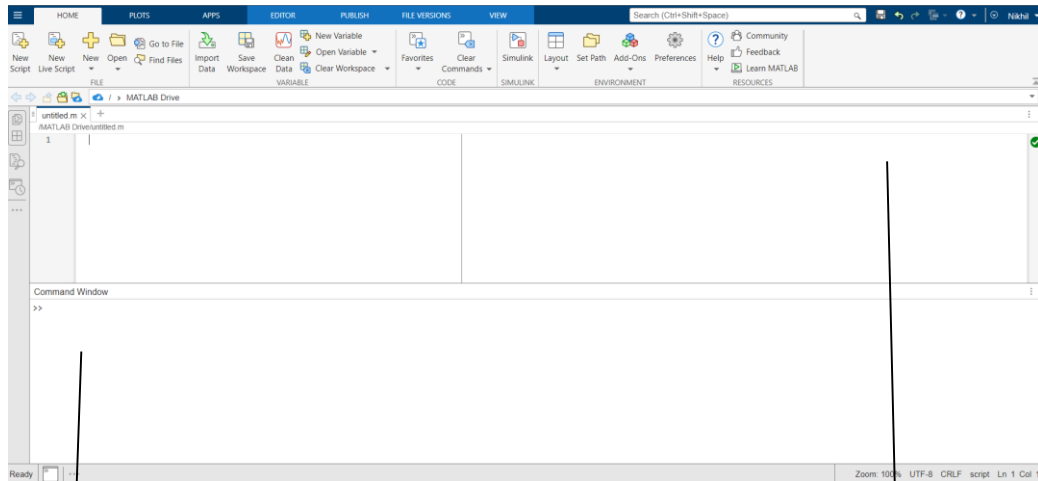 HOME PLOTS APPS EDITOR PUBLISH FILE VERSIONS VIEW Search (Ctrl+Shift+Space) Nikhil
New Script
New Live Script
New
Open
Go to File
Find Files
Import Data
Save Workspace
Clean Data
New Variable
Open Variable
Clear Workspace
Favorites
Clear Commands
Simulink
Layout
Set Path
Add-Ons
Preferences
Help
Community
Feedback
Learn MATLAB
FILE VARIABLE CODE SIMULINK ENVIRONMENT RESOURCES
/ > MATLAB Drive
untitled.m × +
/MATLAB Drive/untitled.m
1
Command Window
>>
Ready Zoom: 100% UTF-8 CRLF script Ln 1 Col 1